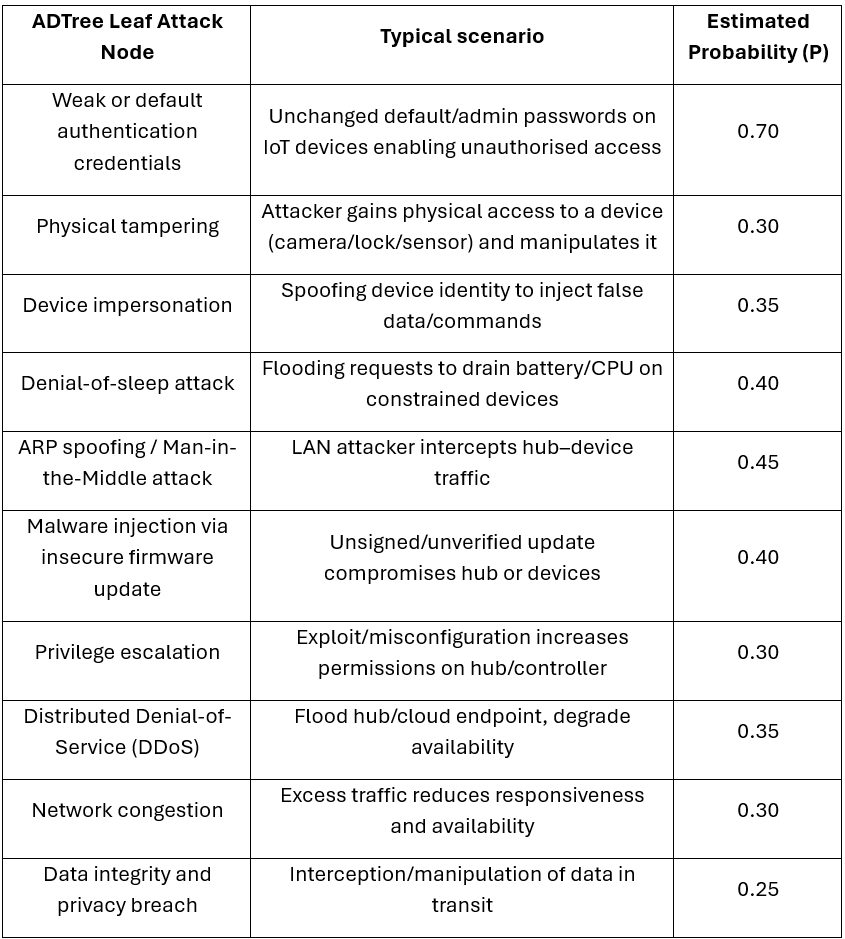 ADTree Leaf Attack
Node
Typical scenario
Estimated
Probability (P)
Weak or default
authentication
credentials
Unchanged default/admin passwords on
IoT devices enabling unauthorised access
0.70
Physical tampering
Attacker gains physical access to a device
(camera/lock/sensor) and manipulates it
0.30
Device impersonation
Spoofing device identity to inject false
data/commands
0.35
Denial-of-sleep attack
Flooding requests to drain battery/CPU on
constrained devices
0.40
ARP spoofing / Man-in-
the-Middle attack
LAN attacker intercepts hub–device
traffic
0.45
Malware injection via
insecure firmware
update
Unsigned/unverified update
compromises hub or devices
0.40
Privilege escalation
Exploit/misconfiguration increases
permissions on hub/controller
0.30
Distributed Denial-of-
Service (DDoS)
Flood hub/cloud endpoint, degrade
availability
0.35
Network congestion
Excess traffic reduces responsiveness
and availability
0.30
Data integrity and
privacy breach
Interception/manipulation of data in
transit
0.25